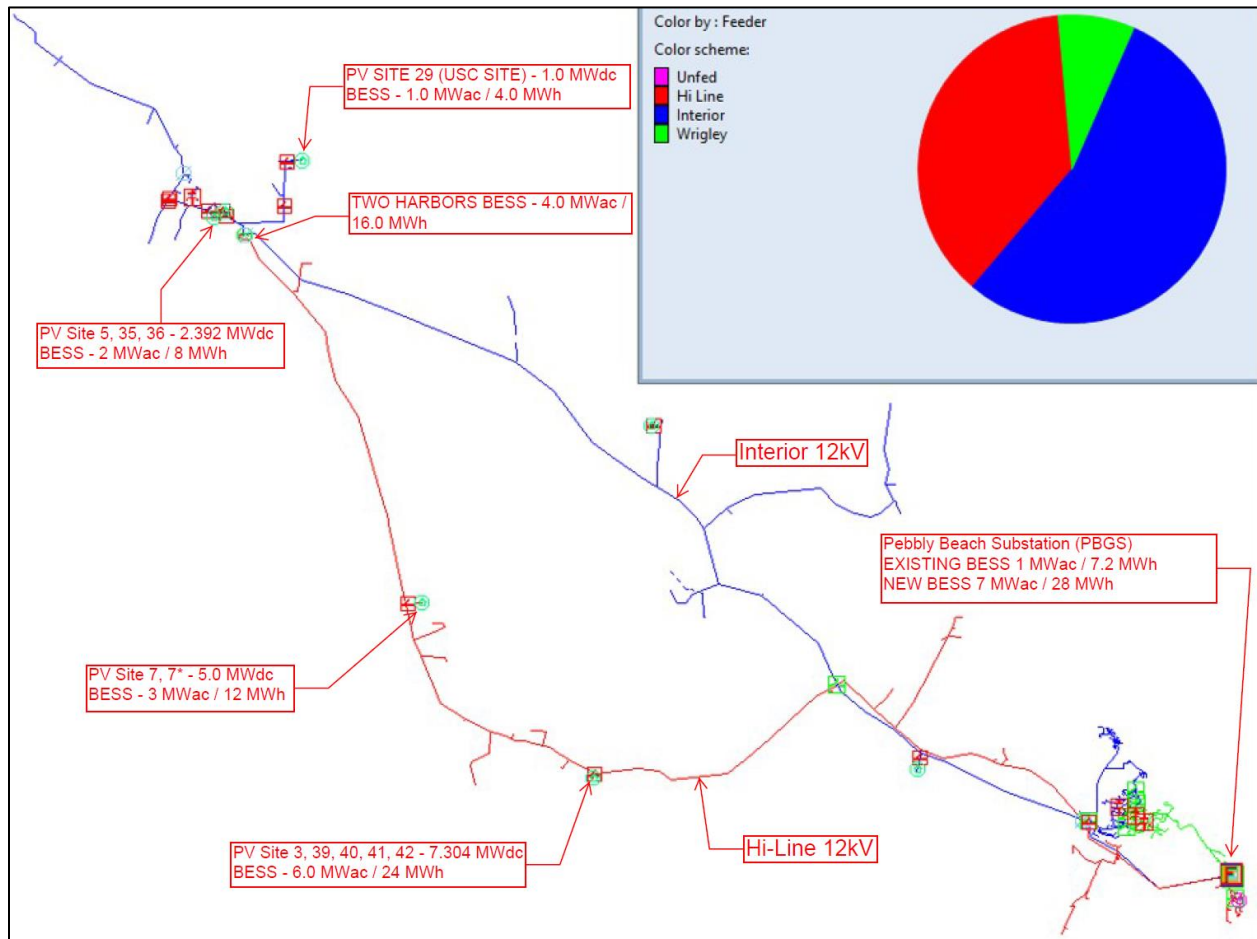 Color by : Feeder
Color scheme:
Unfed
Hi Line
Interior
Wrigley
PV SITE 29 (USC SITE) - 1.0 MWdc
BESS - 1.0 MWac / 4.0 MWh
TWO HARBORS BESS - 4.0 MWac /
16.0 MWh
PV Site 5, 35, 36 - 2.392 MWdc
BESS - 2 MWac / 8 MWh
Interior 12kV
Pebbly Beach Substation (PBGS)
EXISTING BESS 1 MWac / 7.2 MWh
NEW BESS 7 MWac / 28 MWh
PV Site 7, 7* - 5.0 MWdc
BESS - 3 MWac / 12 MWh
PV Site 3, 39, 40, 41, 42 - 7.304 MWdc
BESS - 6.0 MWac / 24 MWh
Hi-Line 12kV
F